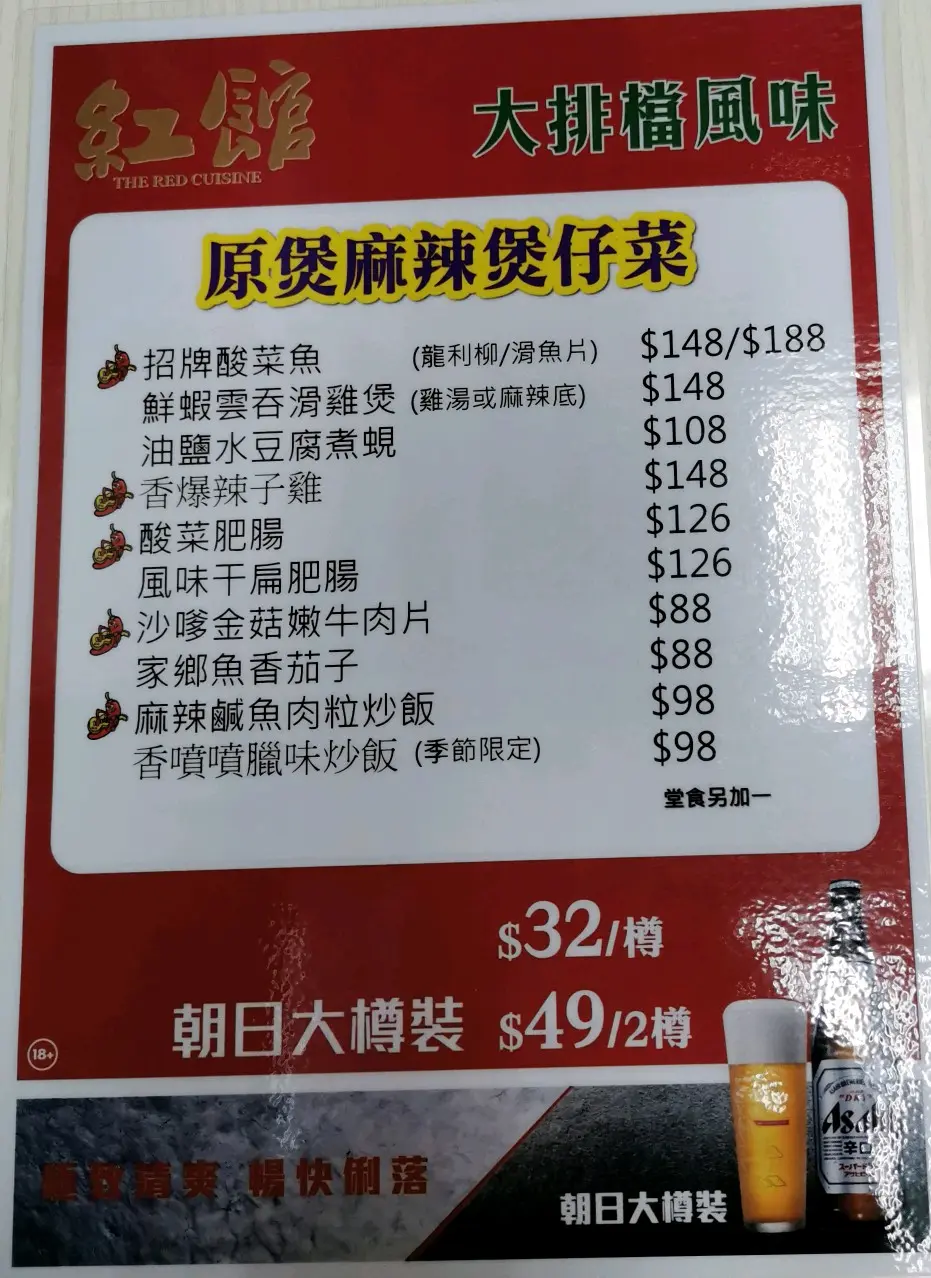 紅館
THE RED CUISINE
大排檔風味
原煲麻辣煲仔菜
招牌酸菜魚 (龍利柳/滑魚片) $148/$188
鮮蝦雲吞滑雞煲 (雞湯或麻辣底) $148
油鹽水豆腐煮蜆 $108
香爆辣子雞 $148
酸菜肥腸 $126
風味干扁肥腸 $126
沙嗲金菇嫩牛肉片 $88
家鄉魚香茄子 $88
麻辣鹹魚肉粒炒飯 $98
香噴噴臘味炒飯 (季節限定) $98
堂食另加一
$32/樽
朝日大樽裝 $49/2樽
18+
極致清爽 暢快俐落
朝日大樽裝
辛口